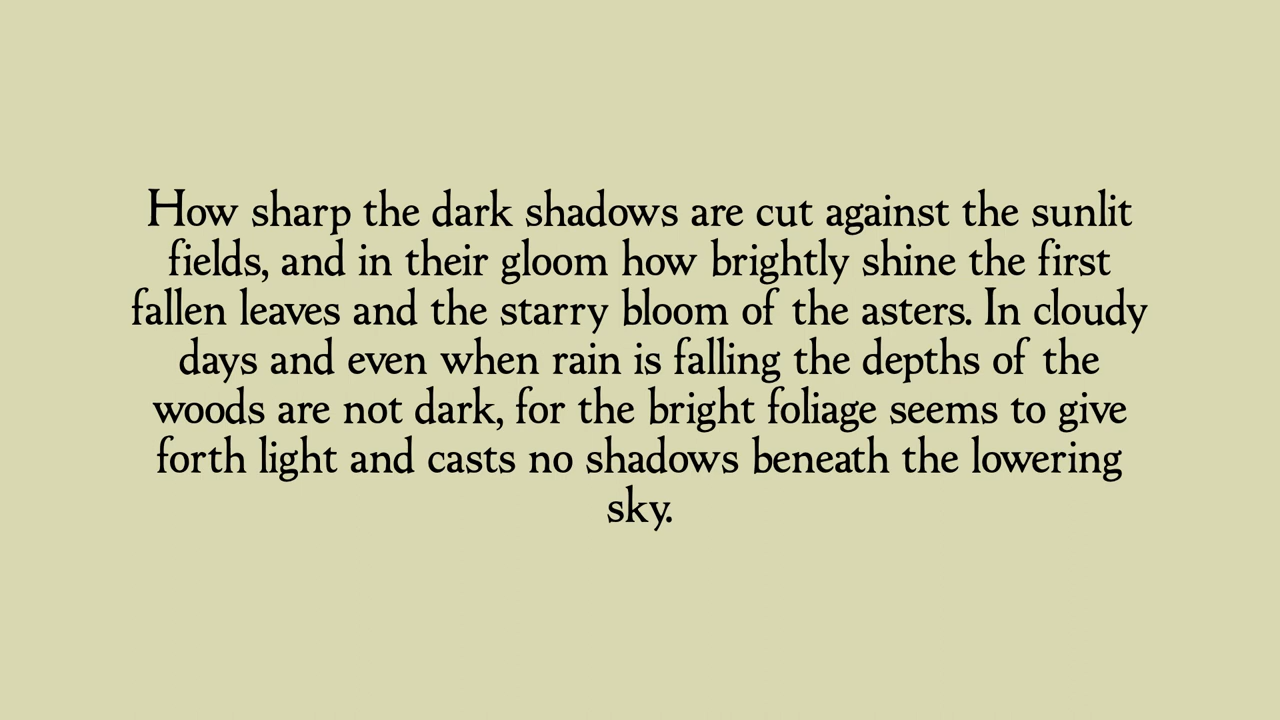 How sharp the dark shadows are cut against the sunlit
fields, and in their gloom how brightly shine the first
fallen leaves and the starry bloom of the asters. In cloudy
days and even when rain is falling the depths of the
woods are not dark, for the bright foliage seems to give
forth light and casts no shadows beneath the lowering
sky.